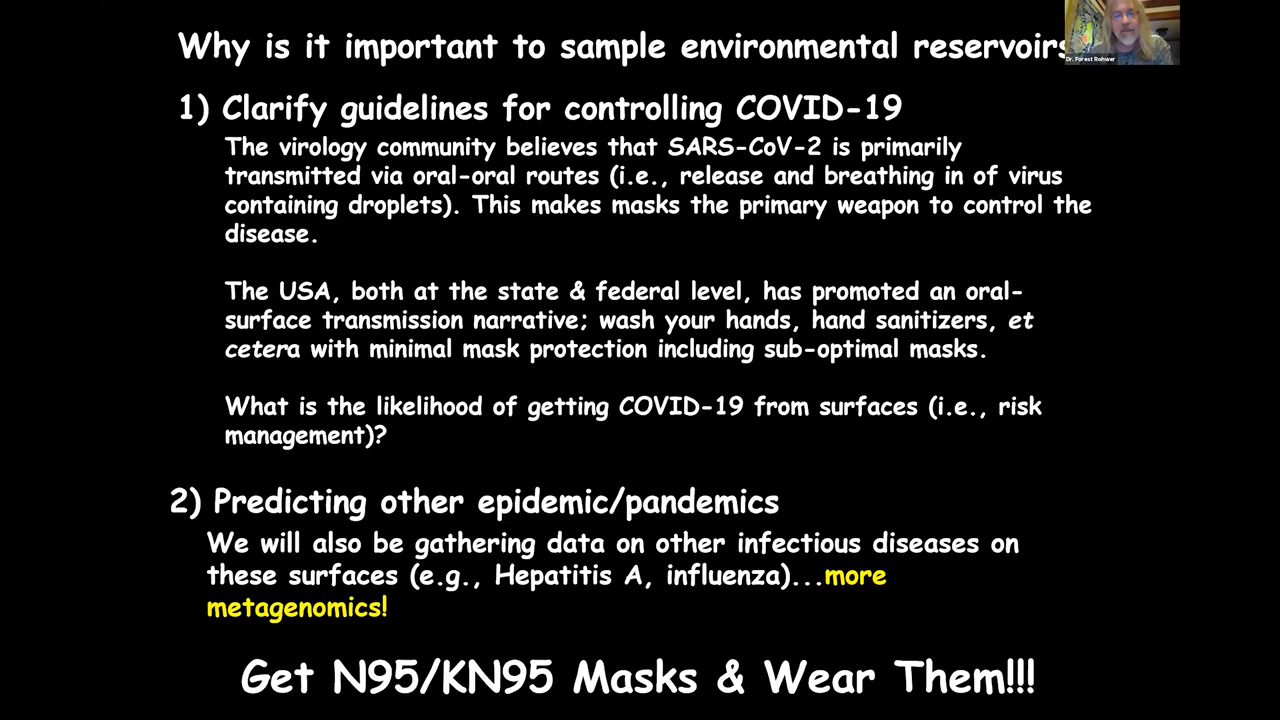 Why is it important to sample environmental reservoirs
Dr. Forest Rohwer
1) Clarify guidelines for controlling COVID-19
The virology community believes that SARS-CoV-2 is primarily
transmitted via oral-oral routes (i.e., release and breathing in of virus
containing droplets). This makes masks the primary weapon to control the
disease.
The USA, both at the state & federal level, has promoted an oral-
surface transmission narrative; wash your hands, hand sanitizers, et
cetera with minimal mask protection including sub-optimal masks.
What is the likelihood of getting COVID-19 from surfaces (i.e., risk
management)?
2) Predicting other epidemic/pandemics
We will also be gathering data on other infectious diseases on
these surfaces (e.g., Hepatitis A, influenza)...more
metagenomics!
Get N95/KN95 Masks & Wear Them!!!